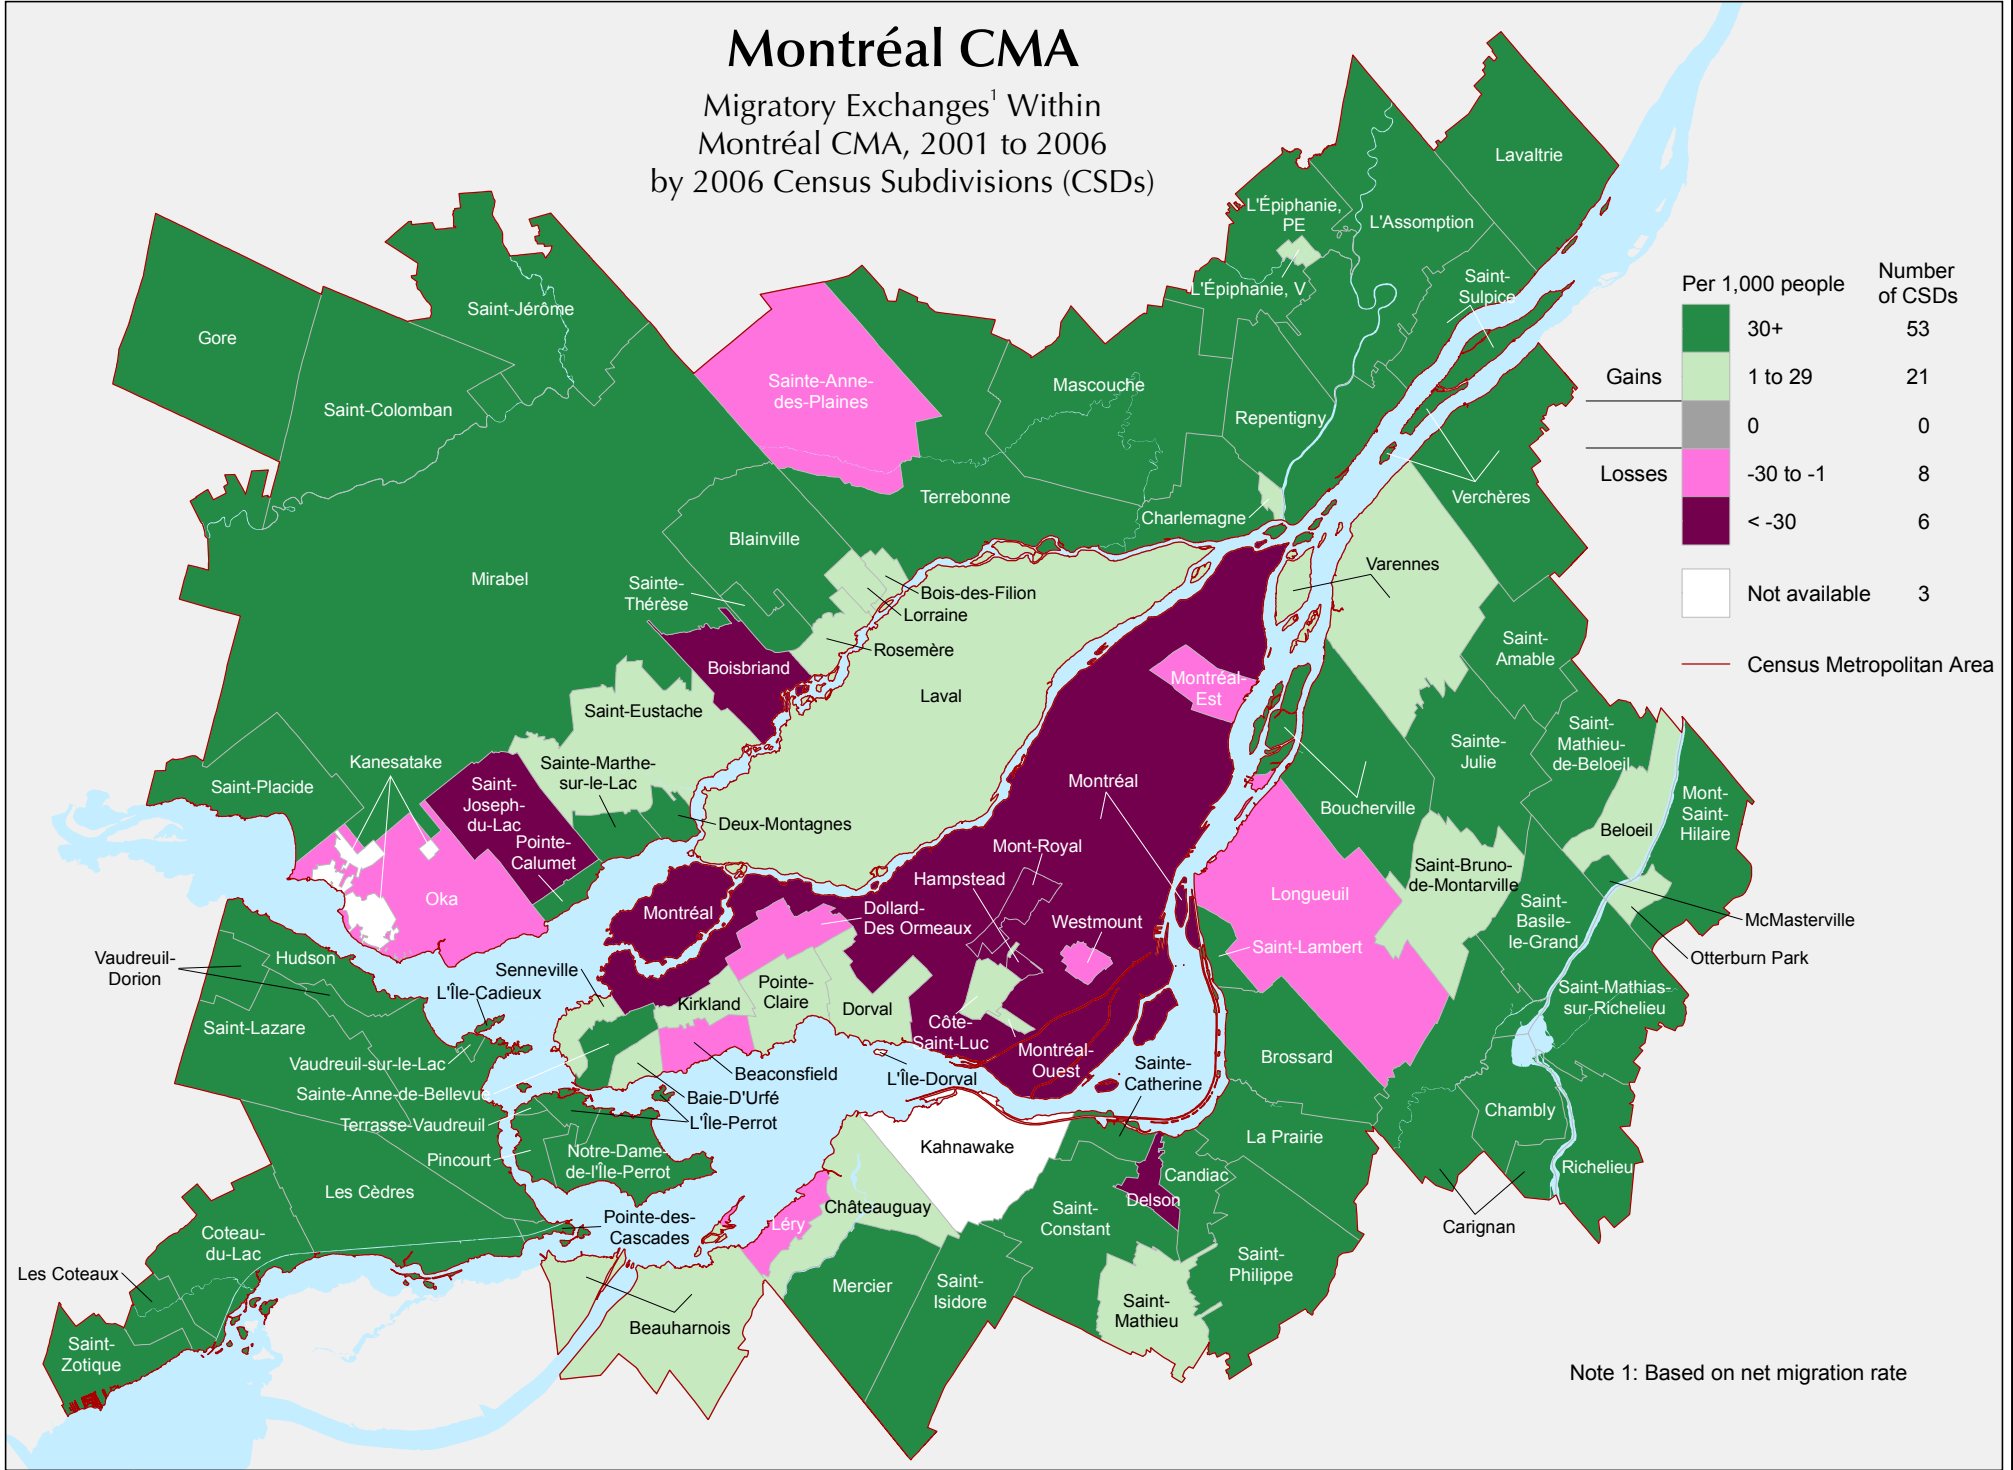 Montréal CMA
Migratory Exchanges1 Within
Montréal CMA, 2001 to 2006
by 2006 Census Subdivisions (CSDs)
Per 1,000 people
Number
of CSDs
30+ 53
Gains 1 to 29 21
0 0
Losses -30 to -1 8
< -30 6
Not available 3
Census Metropolitan Area
Lavaltrie
L'Épiphanie,
PE
L'Assomption
L'Épiphanie, V
Saint-
Sulpice
Saint-Jérôme
Gore
Saint-Colomban
Sainte-Anne-
des-Plaines
Mascouche
Repentigny
Terrebonne
Charlemagne
Verchères
Blainville
Mirabel
Sainte-
Thérèse
Bois-des-Filion
Lorraine
Rosemère
Varennes
Boisbriand
Laval
Montréal-
Est
Saint-
Amable
Saint-Eustache
Sainte-Marthe-
sur-le-Lac
Kanesatake
Saint-Placide
Saint-
Joseph-
du-Lac
Pointe-
Calumet
Deux-Montagnes
Montréal
Boucherville
Sainte-
Julie
Saint-
Mathieu-
de-Beloeil
Beloeil
Mont-
Saint-
Hilaire
Oka
Montréal
Mont-Royal
Hampstead
Westmount
Dollard-
Des Ormeaux
Longueuil
Saint-Bruno-
de-Montarville
Saint-
Basile-
le-Grand
McMasterville
Otterburn Park
Saint-Lambert
Vaudreuil-
Dorion
Hudson
Senneville
L'Île-Cadieux
Kirkland
Pointe-
Claire
Dorval
Saint-Mathias-
sur-Richelieu
Saint-Lazare
Vaudreuil-sur-le-Lac
Côte-
Saint-Luc
Montréal-
Ouest
Brossard
Sainte-
Catherine
Sainte-Anne-de-Bellevue
Beaconsfield
L'Île-Dorval
Baie-D'Urfé
L'Île-Perrot
Terrasse-Vaudreuil
Pincourt
Notre-Dame-
de-l'Île-Perrot
Kahnawake
La Prairie
Chambly
Richelieu
Carignan
Les Cèdres
Candiac
Delson
Saint-
Constant
Châteauguay
Léry
Pointe-des-
Cascades
Coteau-
du-Lac
Les Coteaux
Saint-
Zotique
Beauharnois
Mercier
Saint-
Isidore
Saint-
Mathieu
Saint-
Philippe
Note 1: Based on net migration rate